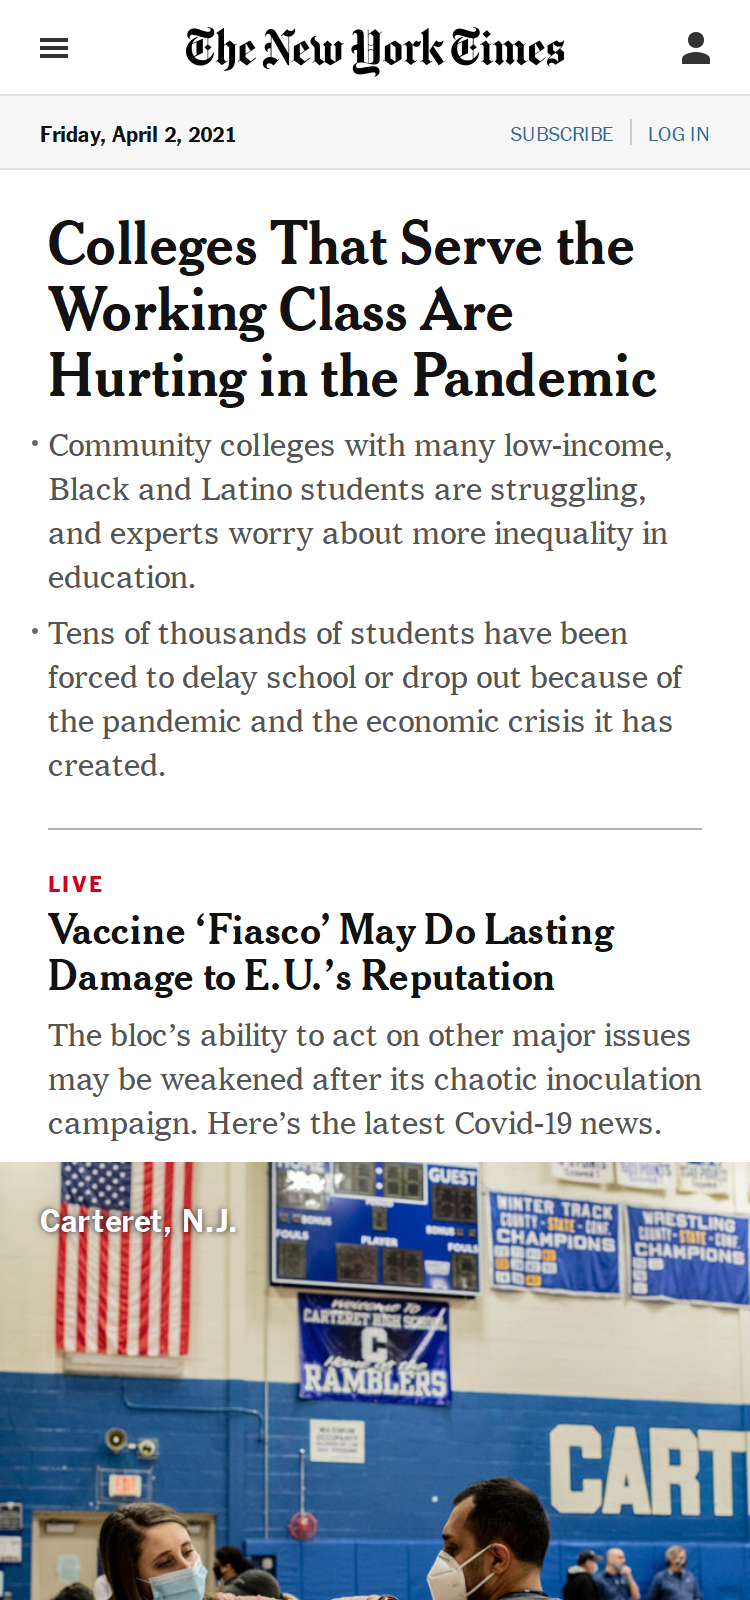 The New York Times
Friday, April 2, 2021
SUBSCRIBE
LOG IN
Colleges That Serve the
Working Class Are
Hurting in the Pandemic
• Community colleges with many low-income,
Black and Latino students are struggling,
and experts worry about more inequality in
education.
• Tens of thousands of students have been
forced to delay school or drop out because of
the pandemic and the economic crisis it has
created.
LIVE
Vaccine ‘Fiasco’ May Do Lasting
Damage to E.U.’s Reputation
The bloc’s ability to act on other major issues
may be weakened after its chaotic inoculation
campaign. Here’s the latest Covid-19 news.
Carteret, N.J.
GUEST
PERIOD
BONUS
BONUS
FOULS
PLAYER
FOULS
WINTER TRACK
COUNTY - STATE - CONF.
CHAMPIONS
WRESTLING
COUNTY - STATE - CONF.
CHAMPIONS
WELCOME TO
CARTERET HIGH SCHOOL
C
Home of the
RAMBLERS
MAXIMUM
OCCUPANCY
EXIT
CART